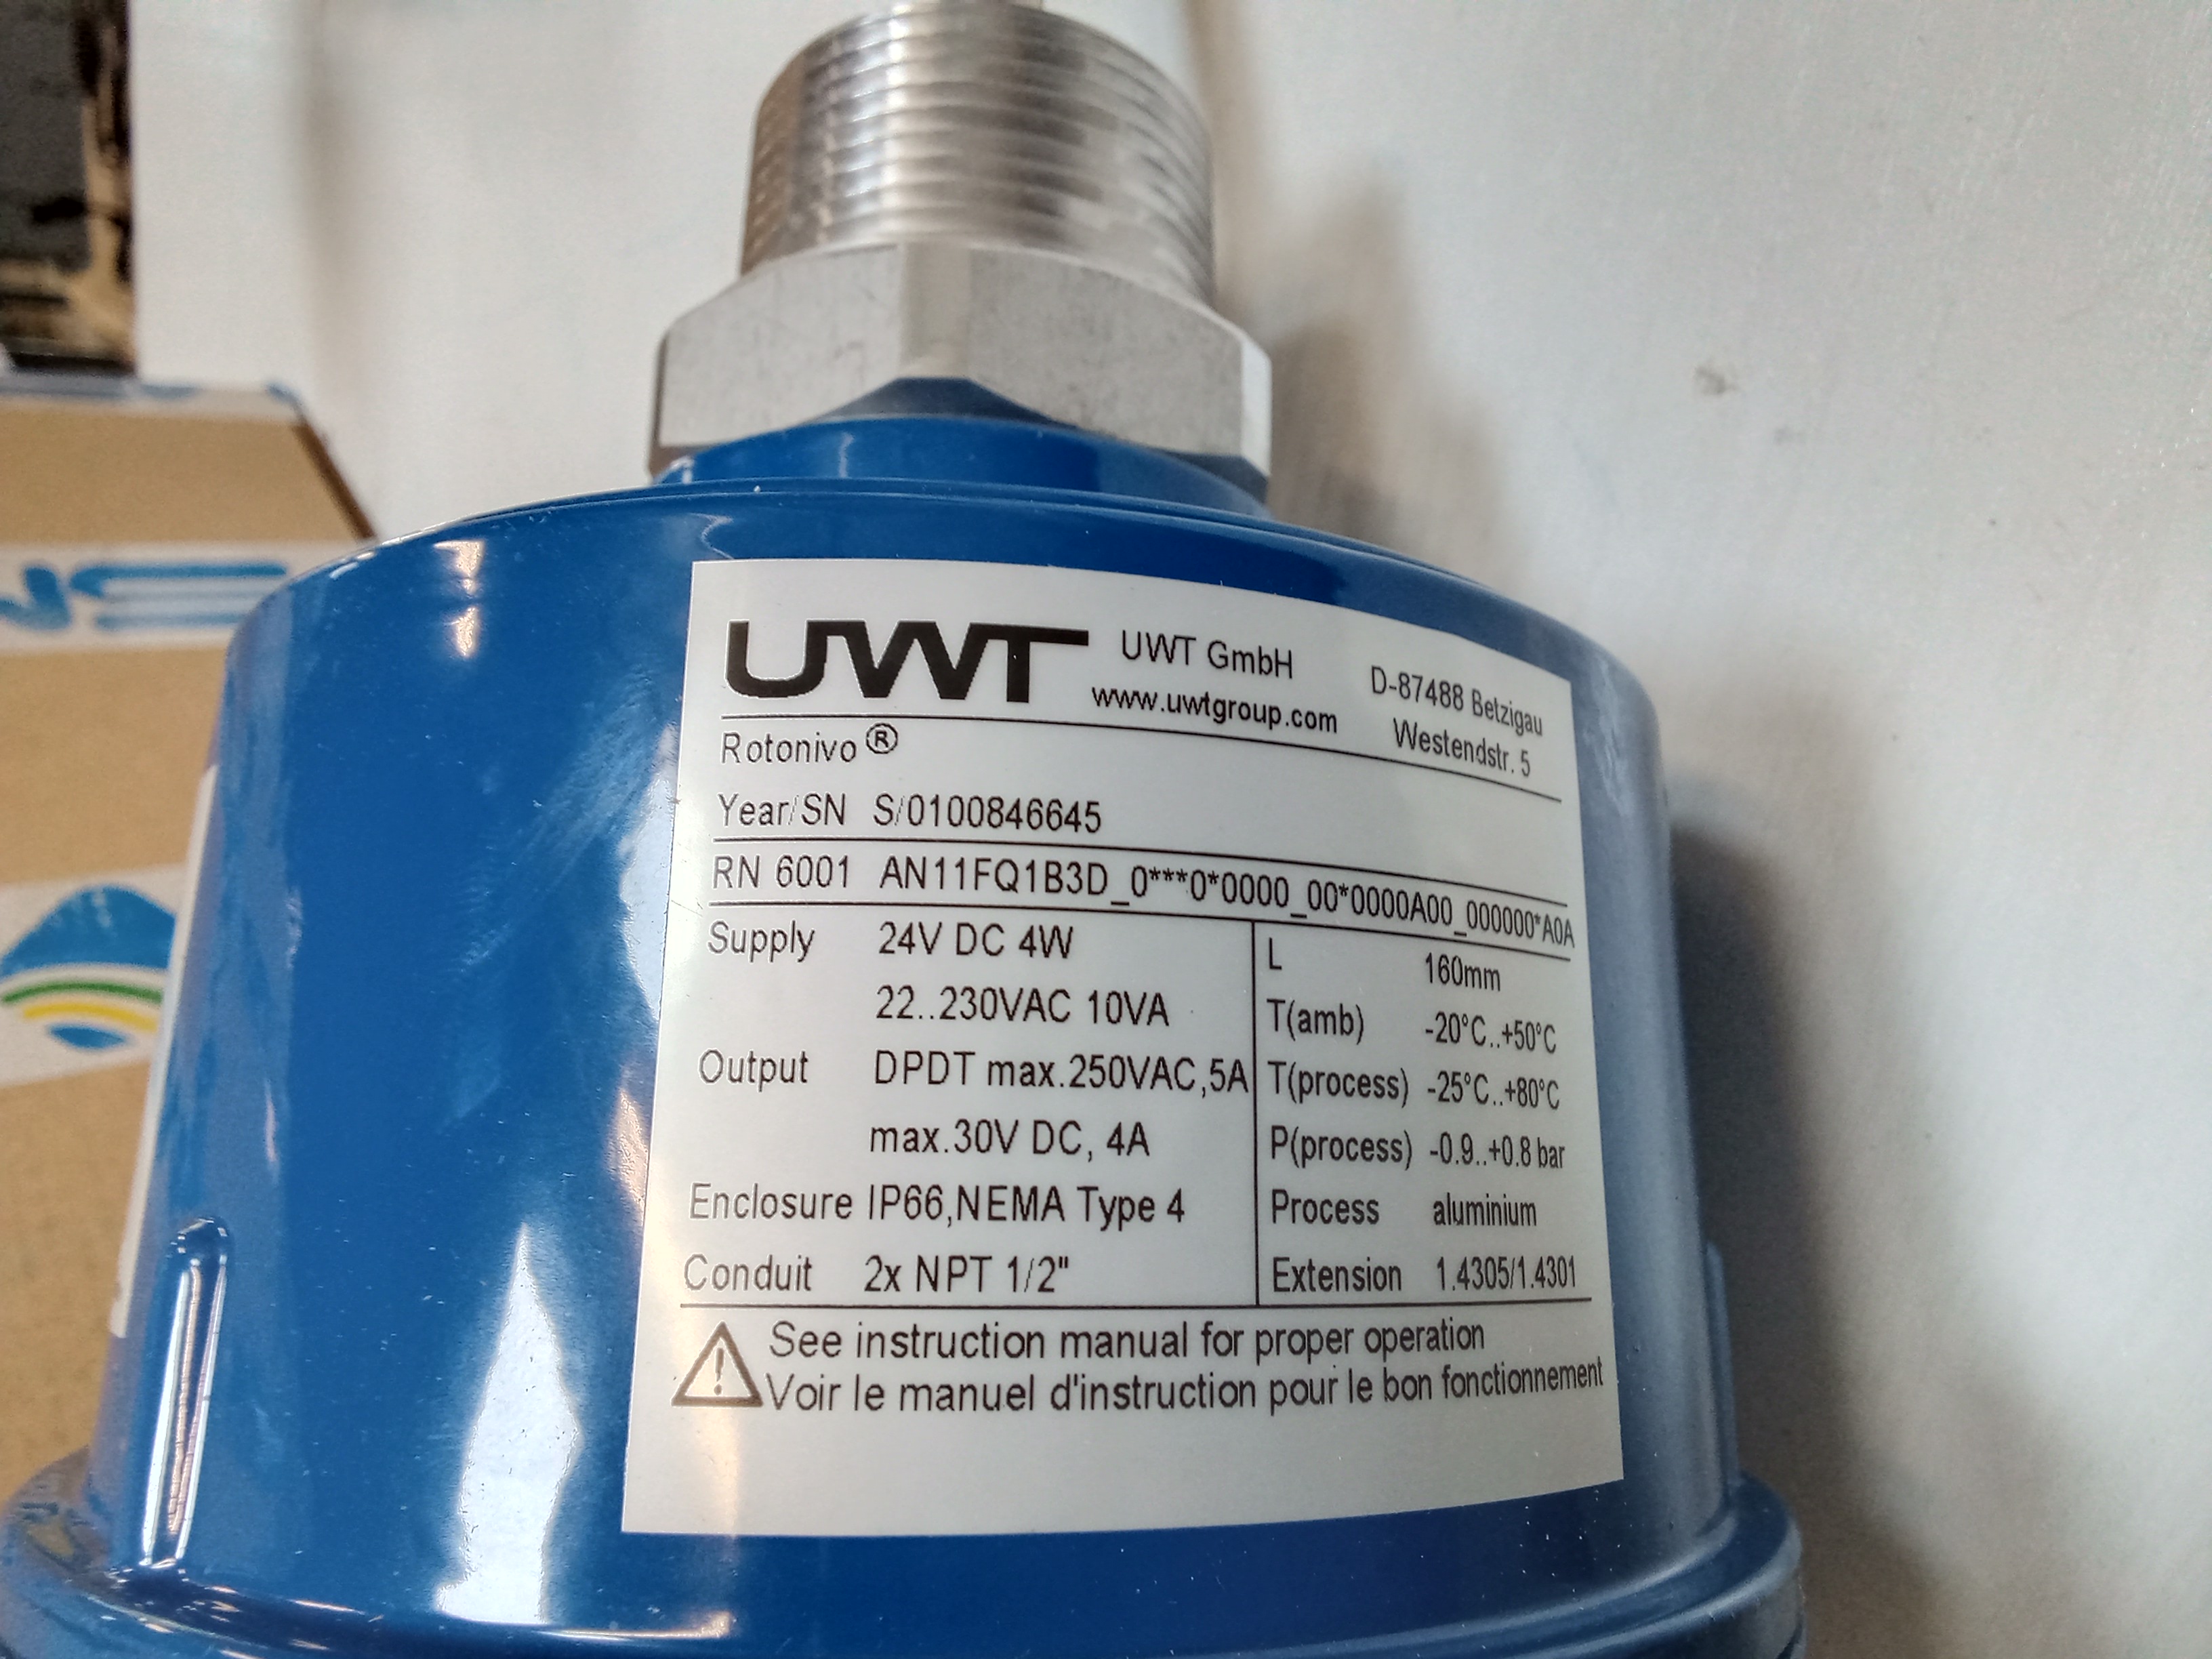 UWT UWT GmbH D-87488 Betzigau
www.uwtgroup.com Westendstr. 5
Rotonivo®
Year/SN S/0100846645
RN 6001 AN11FQ1B3D_0***0*0000_00*0000A00_000000*A0A
Supply 24V DC 4W L 160mm
22..230VAC 10VA T(amb) -20°C..+50°C
Output DPDT max.250VAC,5A T(process) -25°C..+80°C
max.30V DC, 4A P(process) -0.9..+0.8 bar
Enclosure IP66,NEMA Type 4 Process aluminium
Conduit 2x NPT 1/2" Extension 1.4305/1.4301
See instruction manual for proper operation
Voir le manuel d'instruction pour le bon fonctionnement